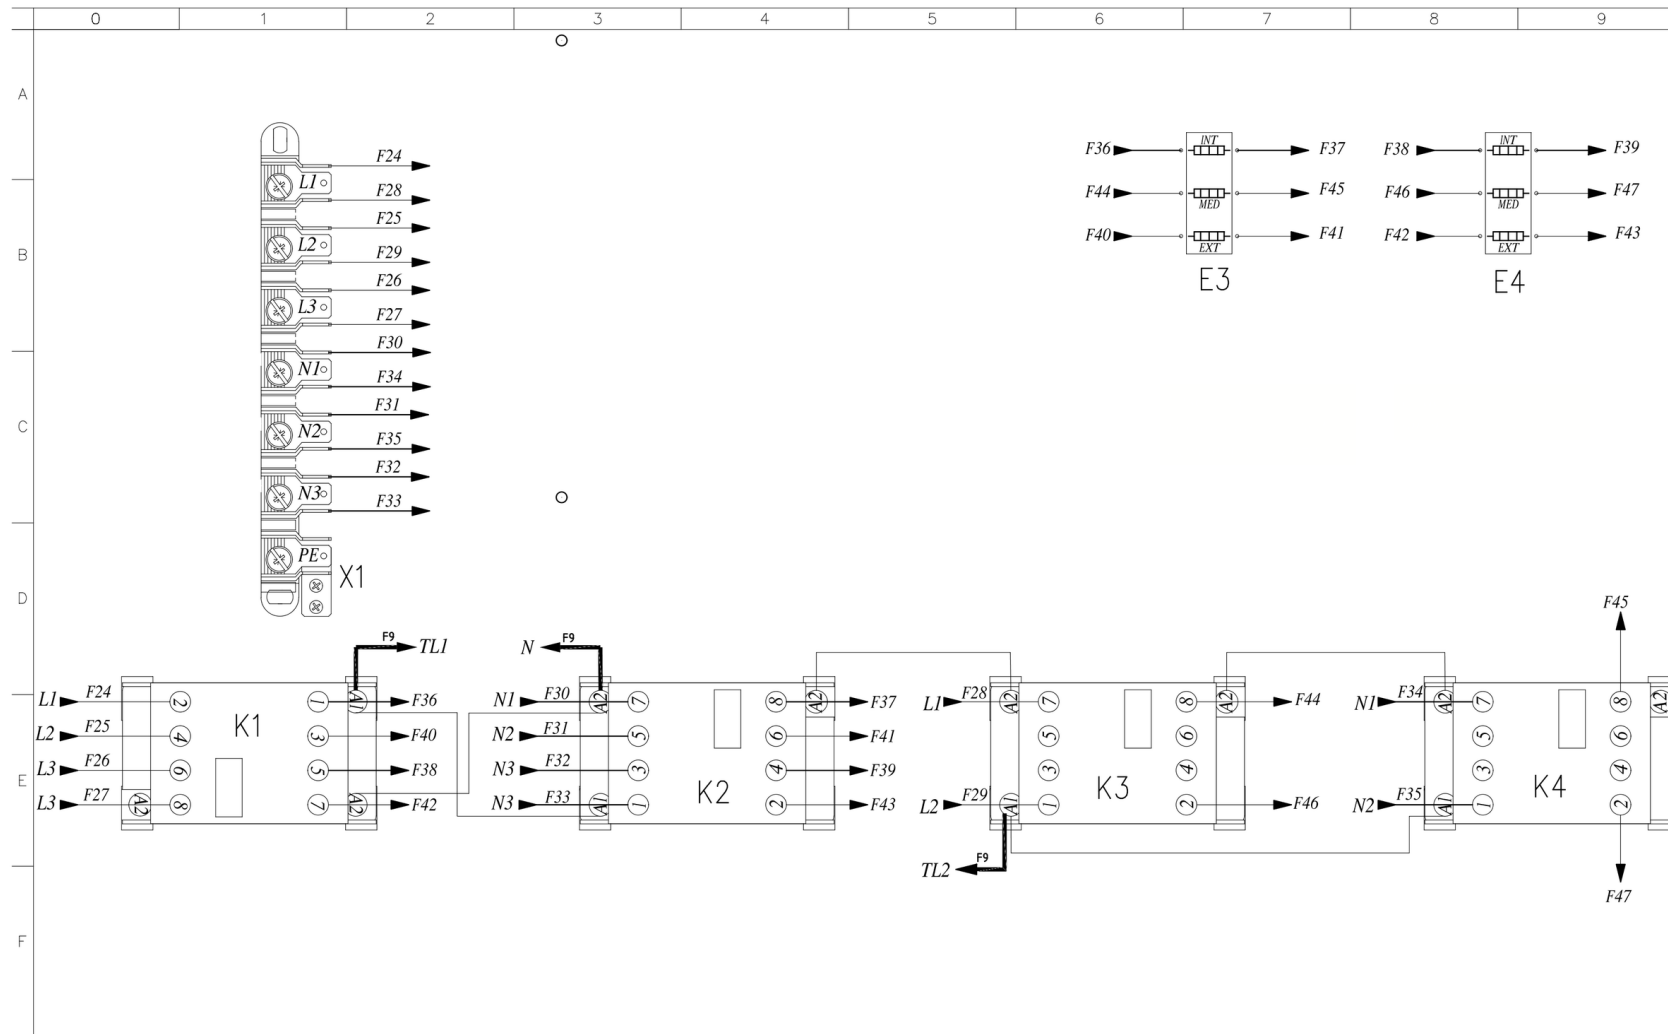 0 1 2 3 4 5 6 7 8 9
A
F24
L1
F28
F25
L2
F29
F26
L3
F27
F30
N1
F34
F31
N2
F35
F32
N3
F33
PE
X1
F36 INT F37
F44 MED F45
F40 EXT F41
E3
F38 INT F39
F46 MED F47
F42 EXT F43
E4
B
C
D
F9 TL1
N F9
F45
L1 F24 2 1 A1 F36
L2 F25 4 K1 3 F40
L3 F26 6 5 F38
L3 F27 A2 8 7 A2 F42
N1 F30 A2 7 8 A2 F37
N2 F31 5 6 F41
N3 F32 3 K2 4 F39
N3 F33 A1 1 2 F43
L1 F28 A2 7 8 A2 F44
5 6
3 K3 4
L2 F29 A1 1 2 F46
TL2 F9
N1 F34 A2 7 8 A2
5 6
3 K4 4
N2 F35 A1 1 2
F47
E
F